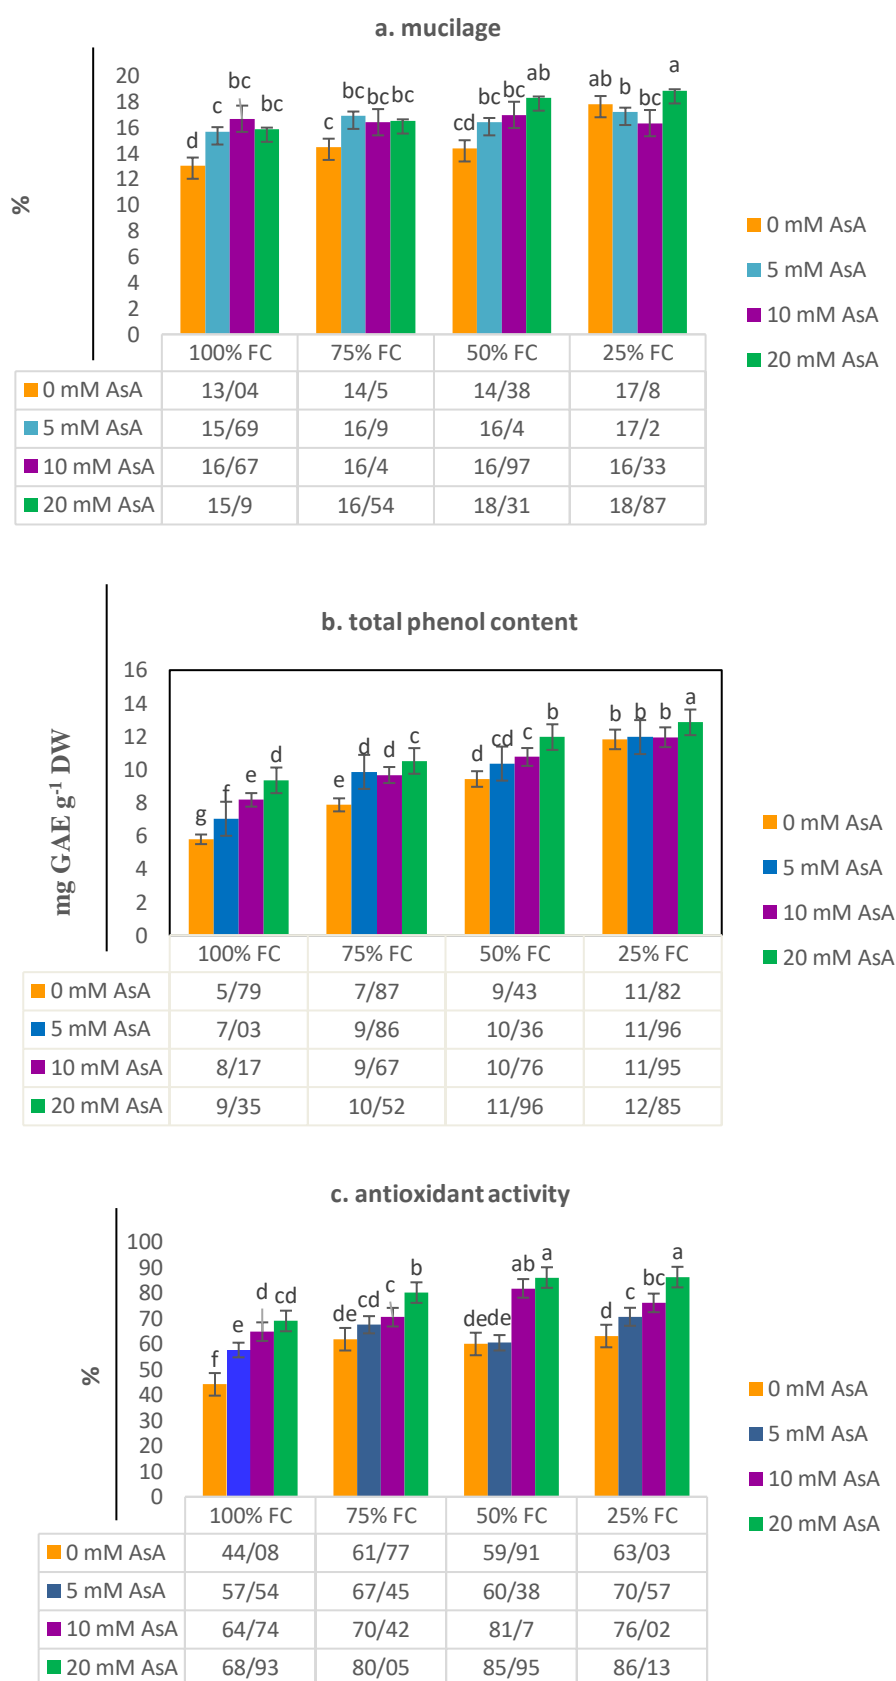 a. mucilage
%
20
18
16
14
12
10
8
6
4
2
0
d c bc bc
c bc bc bc
cd bc bc ab
ab b bc a
0 mM AsA
5 mM AsA
10 mM AsA
20 mM AsA
100% FC 75% FC 50% FC 25% FC
0 mM AsA 13/04 14/5 14/38 17/8
5 mM AsA 15/69 16/9 16/4 17/2
10 mM AsA 16/67 16/4 16/97 16/33
20 mM AsA 15/9 16/54 18/31 18/87
b. total phenol content
mg GAE g-1 DW
16
14
12
10
8
6
4
2
0
g f e d
e d d c
d cd c b
b b b a
0 mM AsA
5 mM AsA
10 mM AsA
20 mM AsA
100% FC 75% FC 50% FC 25% FC
0 mM AsA 5/79 7/87 9/43 11/82
5 mM AsA 7/03 9/86 10/36 11/96
10 mM AsA 8/17 9/67 10/76 11/95
20 mM AsA 9/35 10/52 11/96 12/85
c. antioxidant activity
%
100
90
80
70
60
50
40
30
20
10
0
f e d cd
de cd c b
de de ab a
d c bc a
0 mM AsA
5 mM AsA
10 mM AsA
20 mM AsA
100% FC 75% FC 50% FC 25% FC
0 mM AsA 44/08 61/77 59/91 63/03
5 mM AsA 57/54 67/45 60/38 70/57
10 mM AsA 64/74 70/42 81/7 76/02
20 mM AsA 68/93 80/05 85/95 86/13